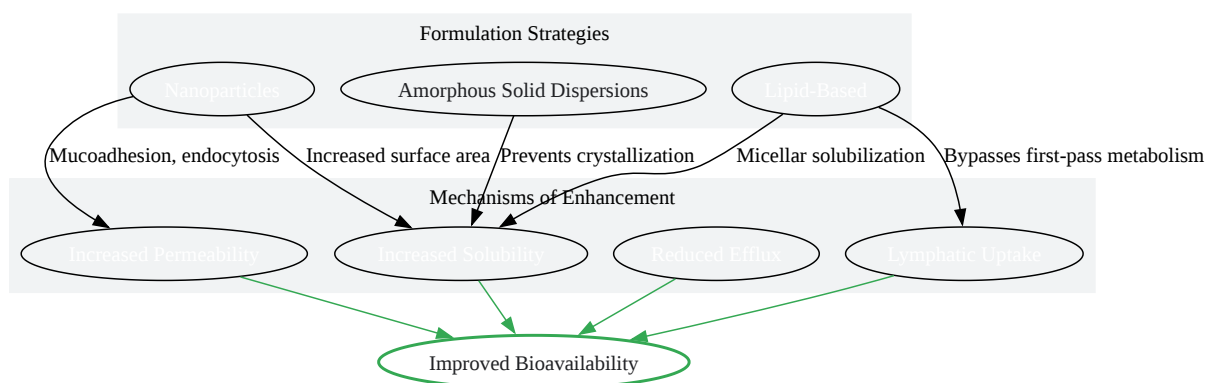 Formulation Strategies
Nanoparticles
Amorphous Solid Dispersions
Lipid-Based
Mucoadhesion, endocytosis
Increased surface area
Prevents crystallization
Micellar solubilization
Bypasses first-pass metabolism
Mechanisms of Enhancement
Increased Permeability
Increased Solubility
Reduced Efflux
Lymphatic Uptake
Improved Bioavailability